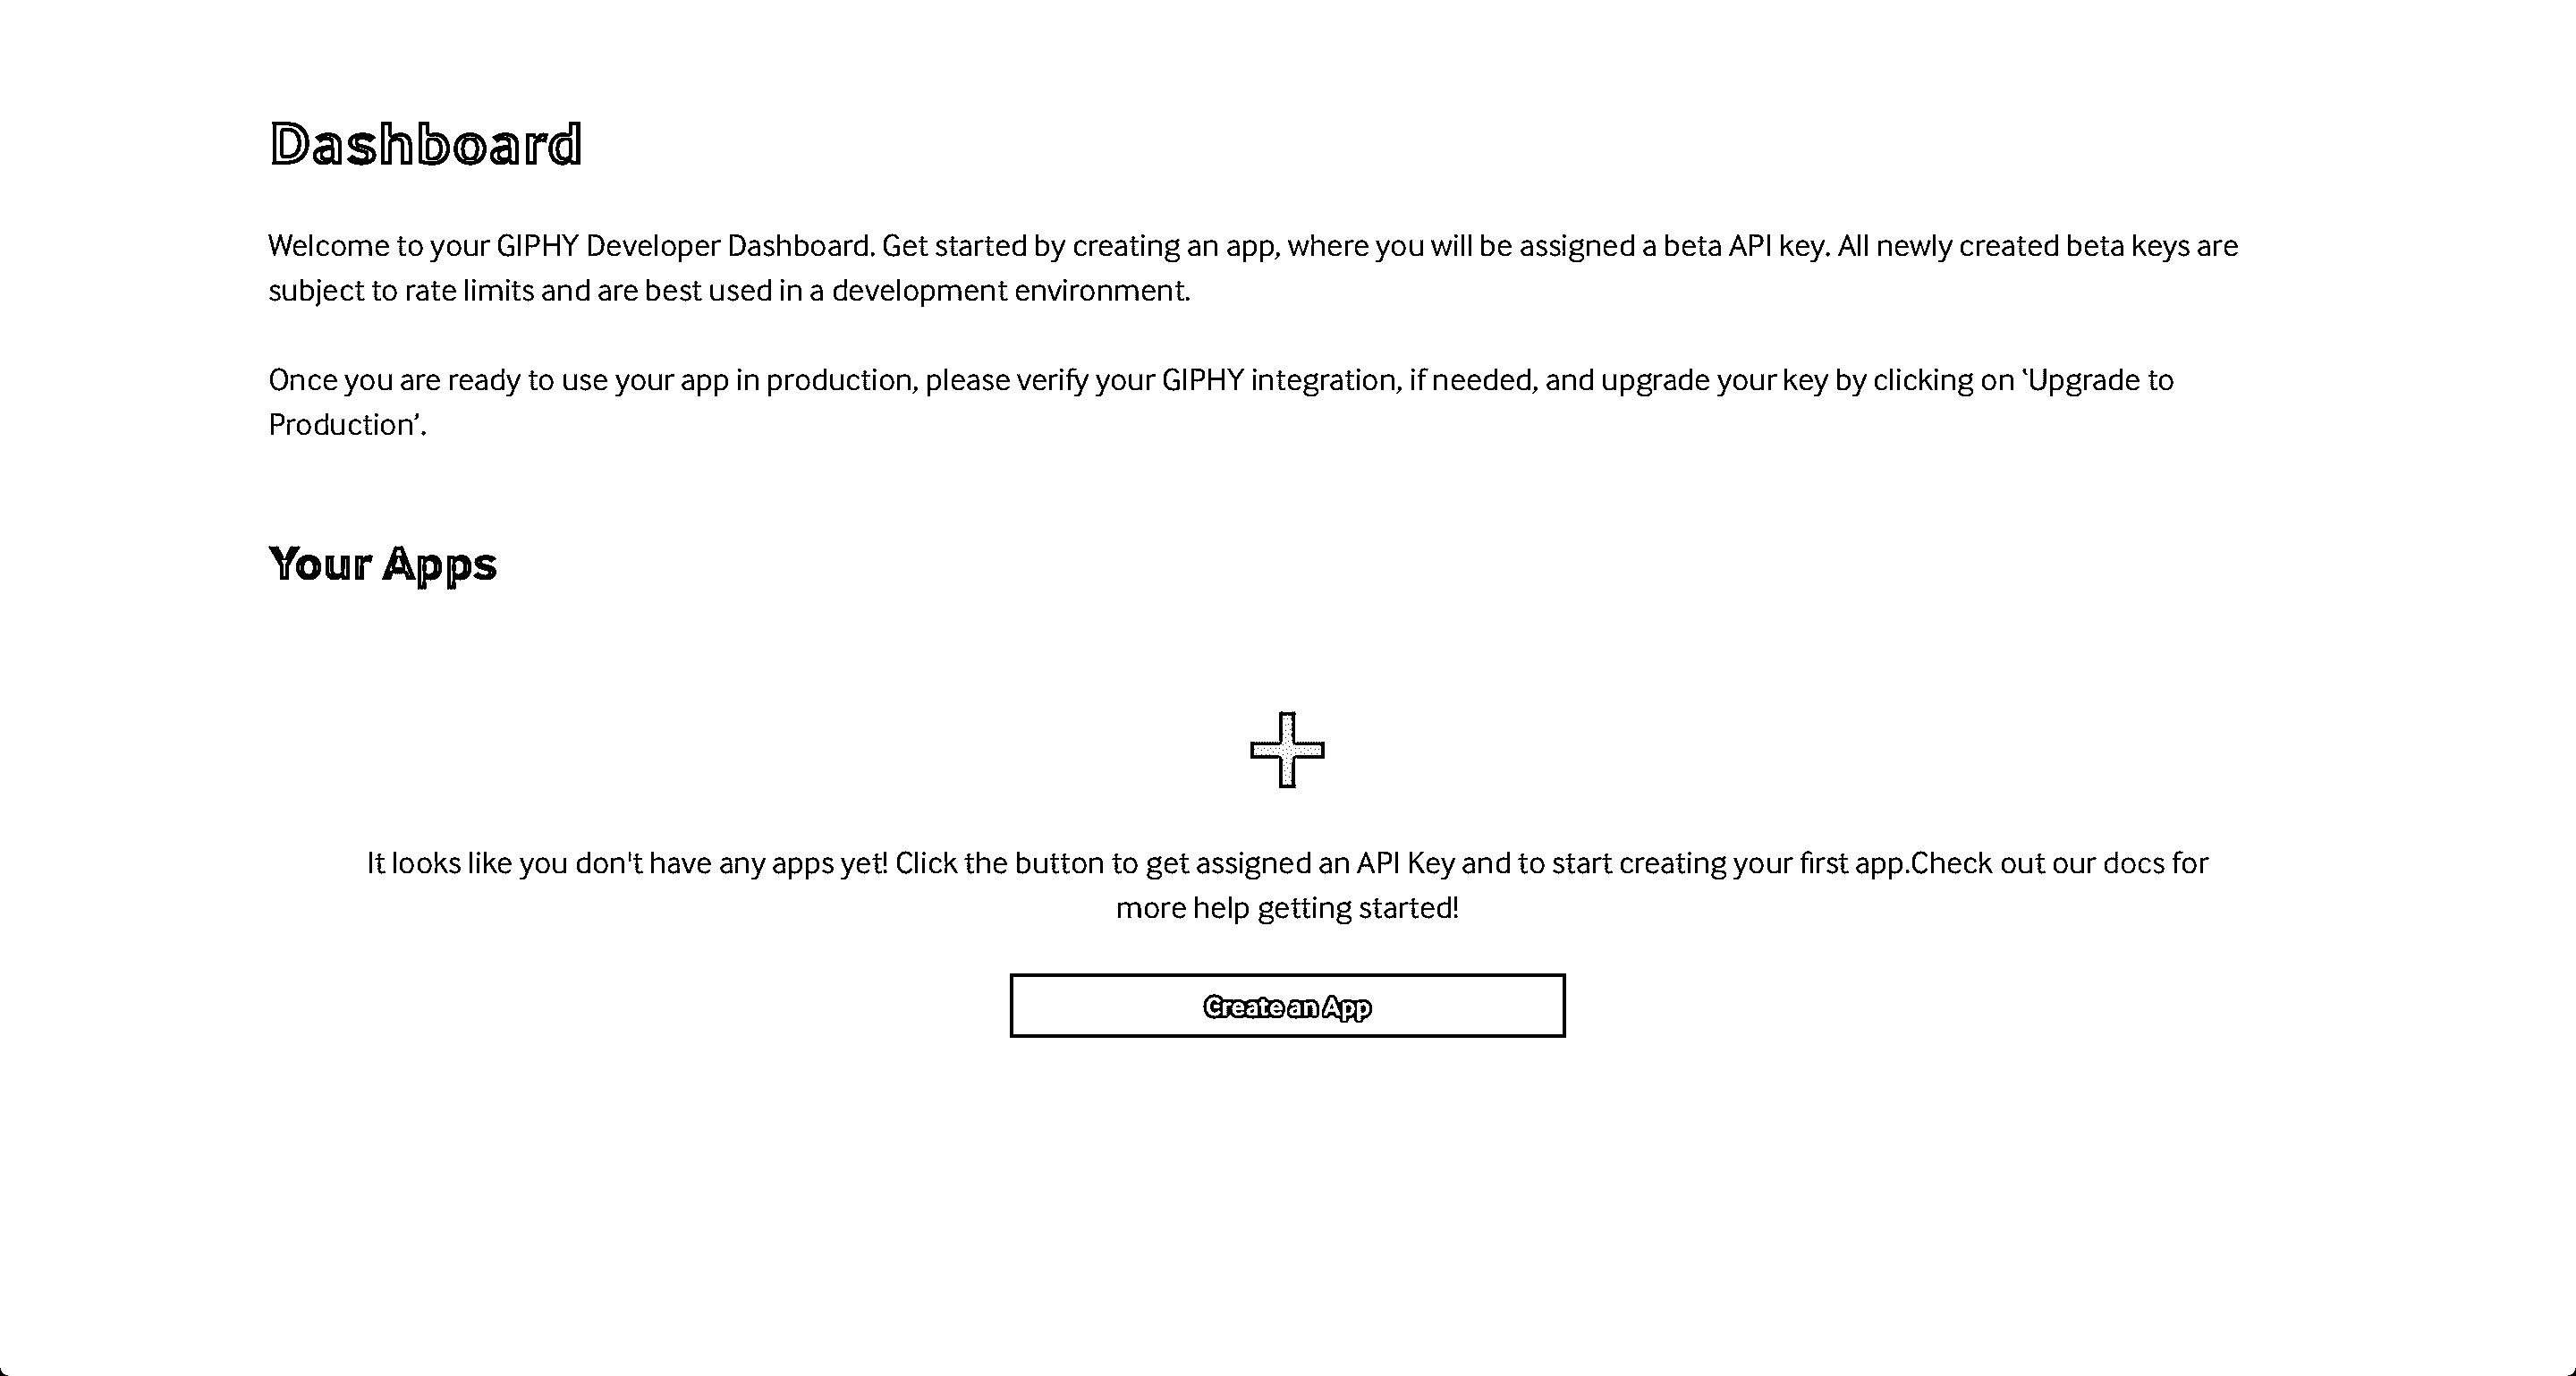 Dashboard
Welcome to your GIPHY Developer Dashboard. Get started by creating an app, where you will be assigned a beta API key. All newly created beta keys are
subject to rate limits and are best used in a development environment.
Once you are ready to use your app in production, please verify your GIPHY integration, if needed, and upgrade your key by clicking on ‛Upgrade to
Production’.
Your Apps
It looks like you don't have any apps yet! Click the button to get assigned an API Key and to start creating your first app.Check out our docs for
more help getting started!
Create an App